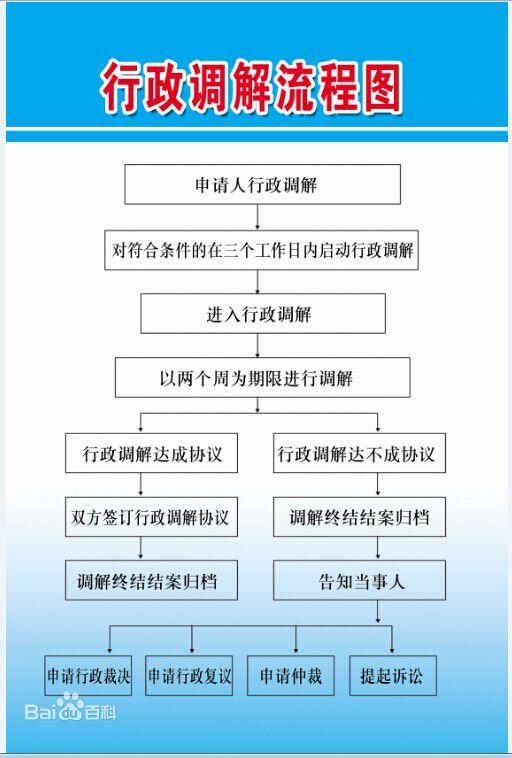 行政调解流程图
申请人行政调解
对符合条件的在三个工作日内启动行政调解
进入行政调解
以两个周为期限进行调解
行政调解达成协议
行政调解达不成协议
双方签订行政调解协议
调解终结结案归档
调解终结结案归档
告知当事人
申请行政裁决
申请行政复议
申请仲裁
提起诉讼
Bai百科